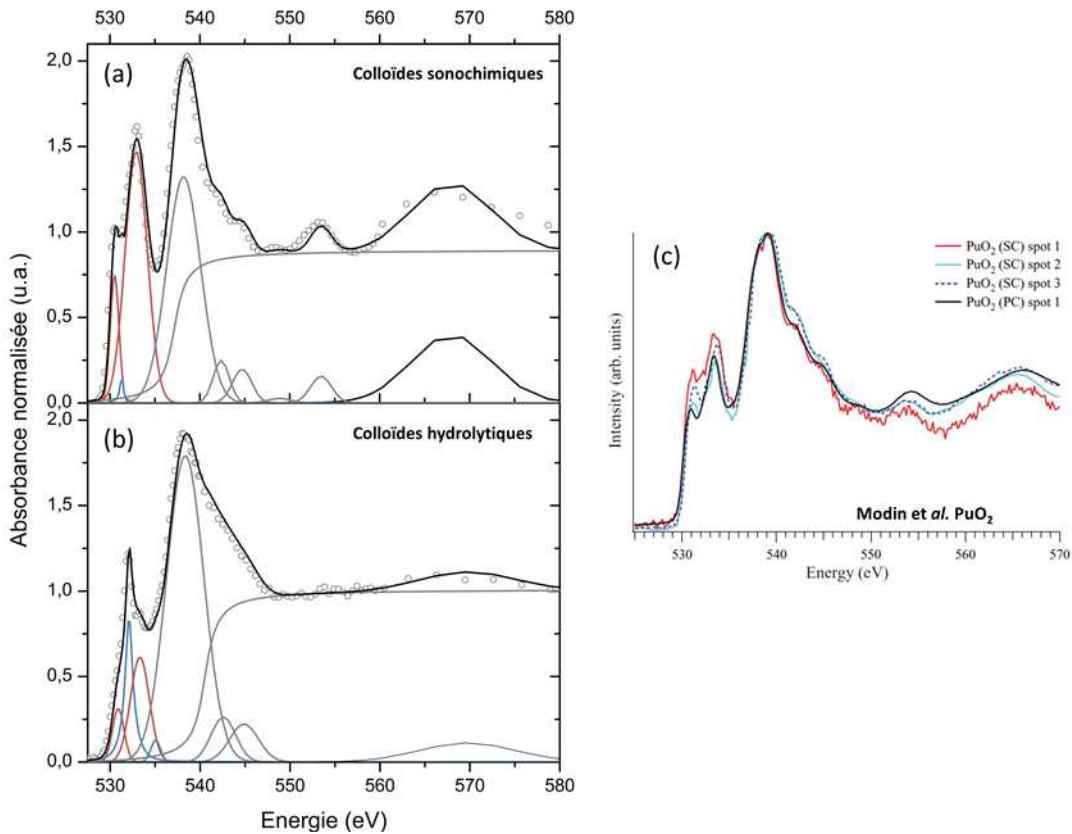 530 540 550 560 570 580
(a)
Colloïdes sonochimiques
2,0
1,5
1,0
0,5
0,0
(b)
Colloïdes hydrolytiques
2,0
1,5
1,0
0,5
0,0
530 540 550 560 570 580
Energie (eV)
Absorbance normalisée (u.a.)
(c)
PuO2 (SC) spot 1
PuO2 (SC) spot 2
PuO2 (SC) spot 3
PuO2 (PC) spot 1
Intensity (arb. units)
Modin et al. PuO2
530 540 550 560 570
Energy (eV)